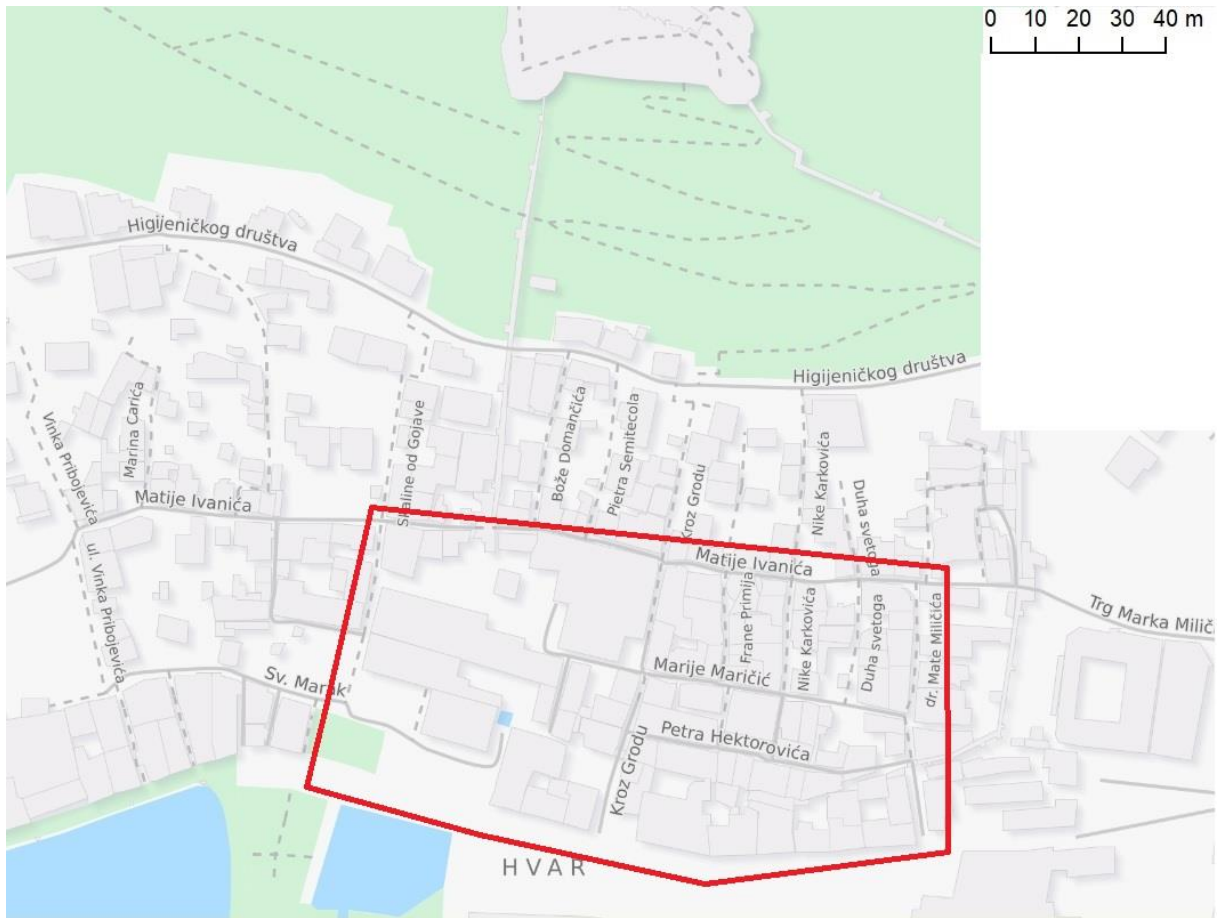 0 10 20 30 40 m
Higijeničkog društva
Higijeničkog društva
Vinka Pribojevića
Marina Carića
Skaline od Gojave
Bože Domančića
Pietra Semitecola
Kroz Grodu
Nike Karkovića
Duha svetoga
Matije Ivanića
ul. Vinka Pribojevića
Matije Ivanića
Frane Primija
Nike Karkovića
Duha svetoga
dr. Mate Miličića
Trg Marka Milič
Sv. Marak
Marije Maričić
Kroz Grodu
Petra Hektorovića
HVAR